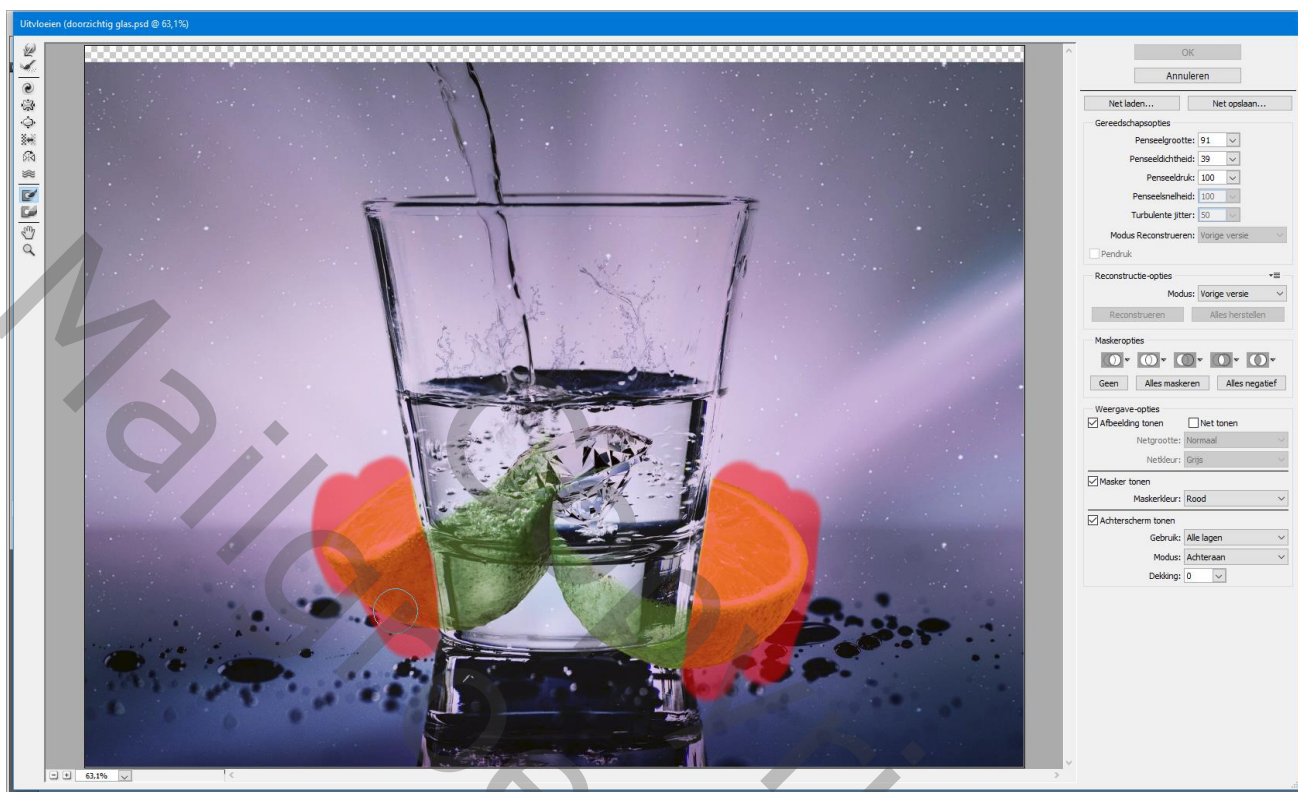 Uitvloeien (doorzichtig glas.psd @ 63,1%)
OK
Annuleren
Net laden...
Net opslaan...
Gereedschapsopties
Penseelgrootte: 91
Penseeldichtheid: 39
Penseeldruk: 100
Penseelsnelheid: 100
Turbulente jitter: 50
Modus Reconstrueren: Vorige versie
Pendruk
Reconstructie-opties
Modus: Vorige versie
Reconstrueren
Alles herstellen
Maskeropties
Geen
Alles maskeren
Alles negatief
Weergave-opties
Afbeelding tonen
Net tonen
Netgrootte: Normaal
Netkleur: Grijs
Masker tonen
Maskerkleur: Rood
Achterscherm tonen
Gebruik: Alle lagen
Modus: Achteraan
Dekking: 0
63,1%